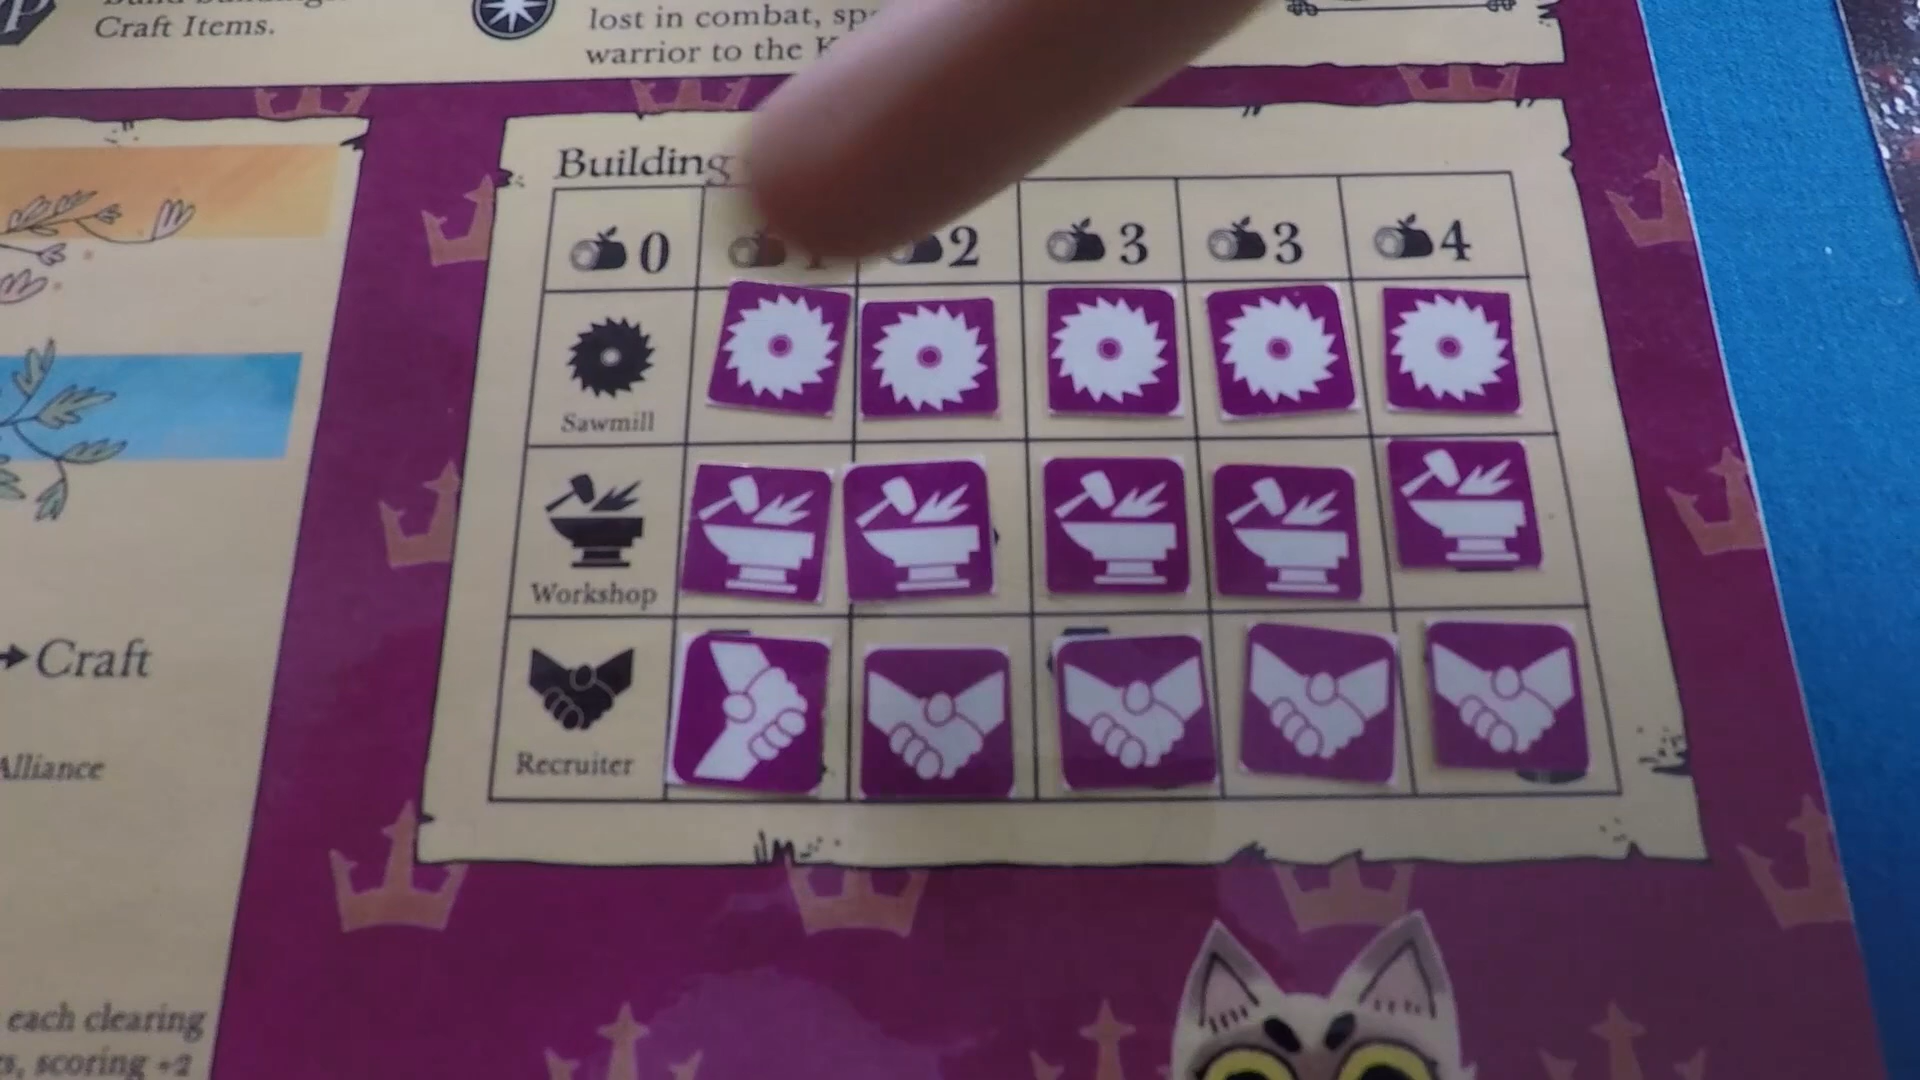 Craft Items.
lost in combat,
warrior to the
Building
0
2
3
3
4
Sawmill
Workshop
Craft
Recruiter
Alliance
each clearing
scoring +2